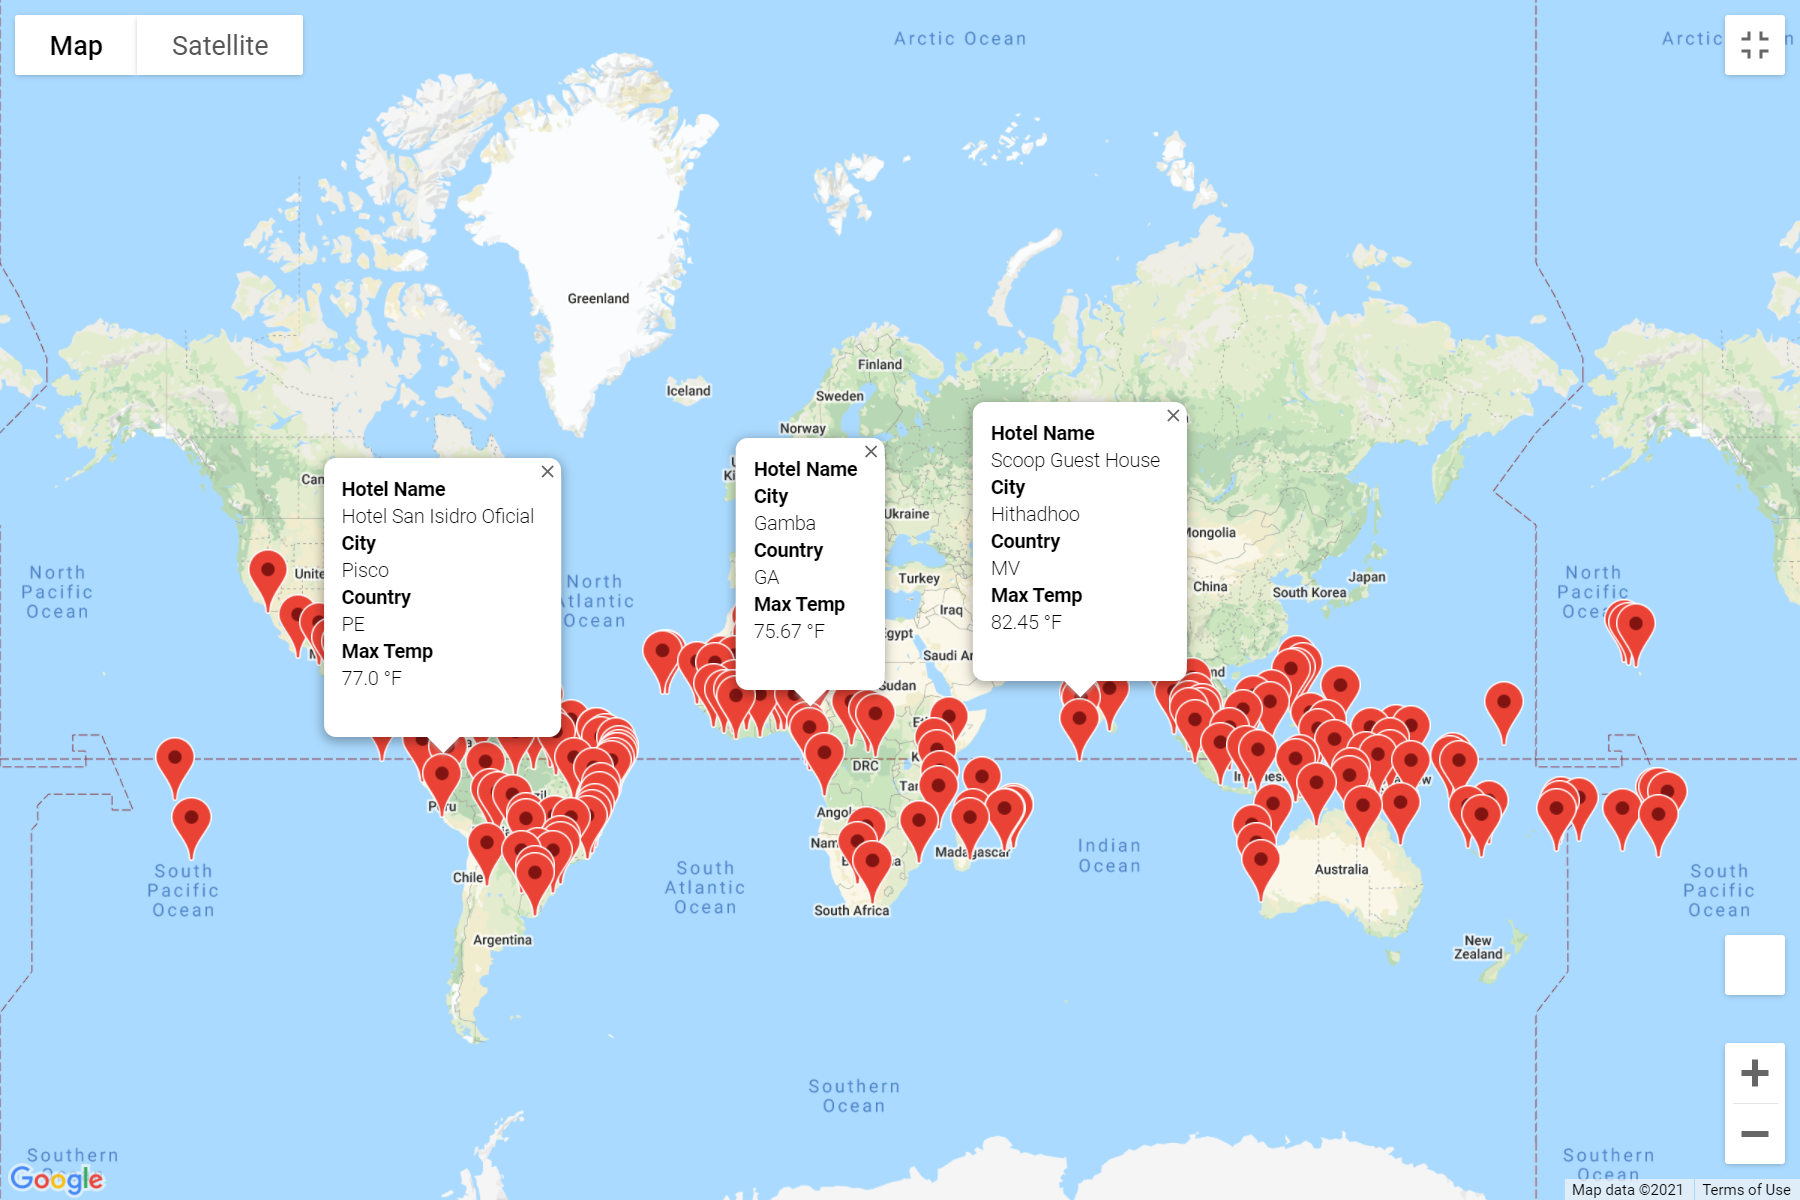 Map
Satellite
Arctic Ocean
Arctic
Greenland
Iceland
Finland
Sweden
Norway
Hotel Name
Scoop Guest House
City
Hithadhoo
Country
MV
Max Temp
82.45 °F
Hotel Name
City
Gamba
Country
GA
Max Temp
75.67 °F
Hotel Name
Hotel San Isidro Oficial
City
Pisco
Country
PE
Max Temp
77.0 °F
Ukraine
Mongolia
North
Pacific
Ocean
North
Atlantic
Ocean
Turkey
Iraq
Egypt
Saudi Ar
China
South Korea
Japan
North
Pacific
Sudan
DRC
Peru
Angol
Nam
Madagascar
Indian
Ocean
Chile
South
Pacific
Ocean
South
Atlantic
Ocean
South Africa
Australia
South
Pacific
Ocean
Argentina
New
Zealand
Southern
Ocean
Southern
Ocean
Southern
Ocean
Google
Map data ©2021
Terms of Use